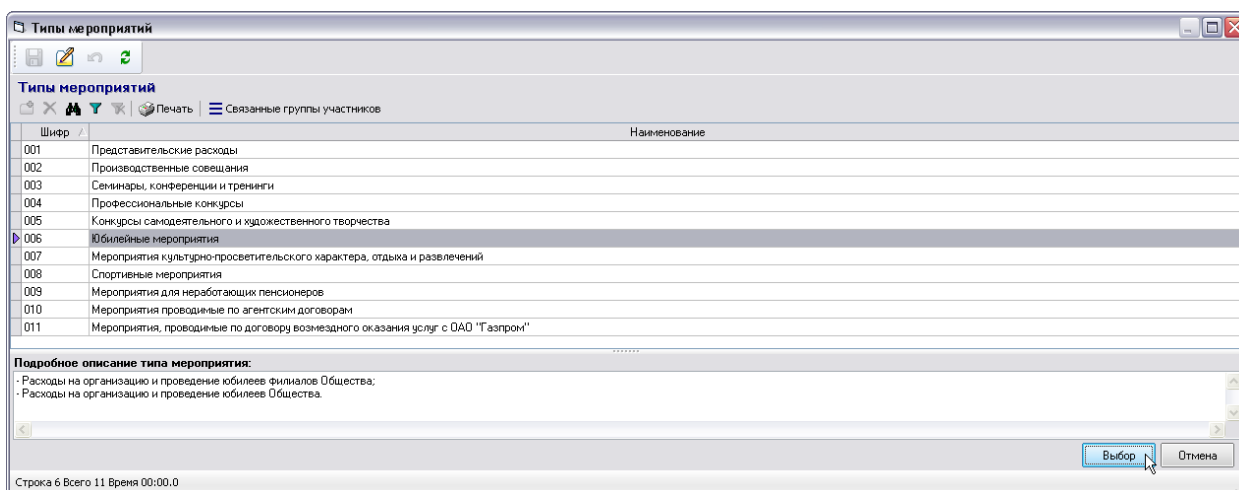 Типы мероприятий
Типы мероприятий
Печать Связанные группы участников
Шифр Наименование
001 Представительские расходы
002 Производственные совещания
003 Семинары, конференции и тренинги
004 Профессиональные конкурсы
005 Конкурсы самодеятельного и художественного творчества
006 Юбилейные мероприятия
007 Мероприятия культурно-просветительского характера, отдыха и развлечений
008 Спортивные мероприятия
009 Мероприятия для неработающих пенсионеров
010 Мероприятия проводимые по агентским договорам
011 Мероприятия, проводимые по договору возмездного оказания услуг с ОАО "Газпром"
Подробное описание типа мероприятия:
- Расходы на организацию и проведение юбилеев филиалов Общества;
- Расходы на организацию и проведение юбилеев Общества.
Выбор Отмена
Строка 6 Всего 11 Время 00:00.0